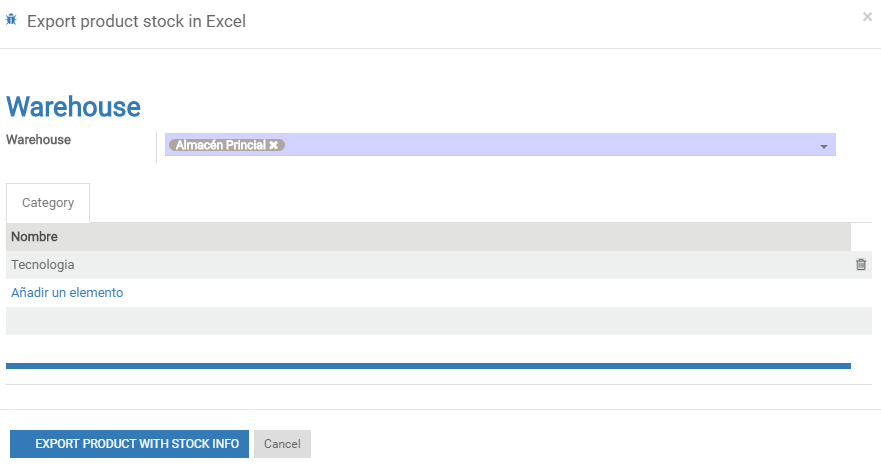 Export product stock in Excel
×
Warehouse
Warehouse
Almacén Princial ✖
Category
Nombre
Tecnologia
Añadir un elemento
EXPORT PRODUCT WITH STOCK INFO
Cancel